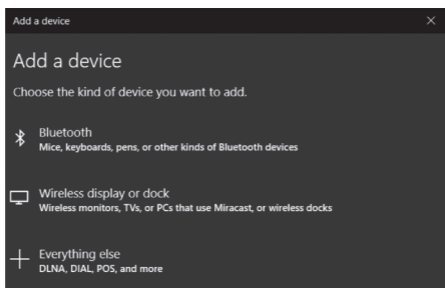 Add a device
Add a device
Choose the kind of device you want to add.
Bluetooth
Mice, keyboards, pens, or other kinds of Bluetooth devices
Wireless display or dock
Wireless monitors, TVs, or PCs that use Miracast, or wireless docks
Everything else
DLNA, DIAL, POS, and more